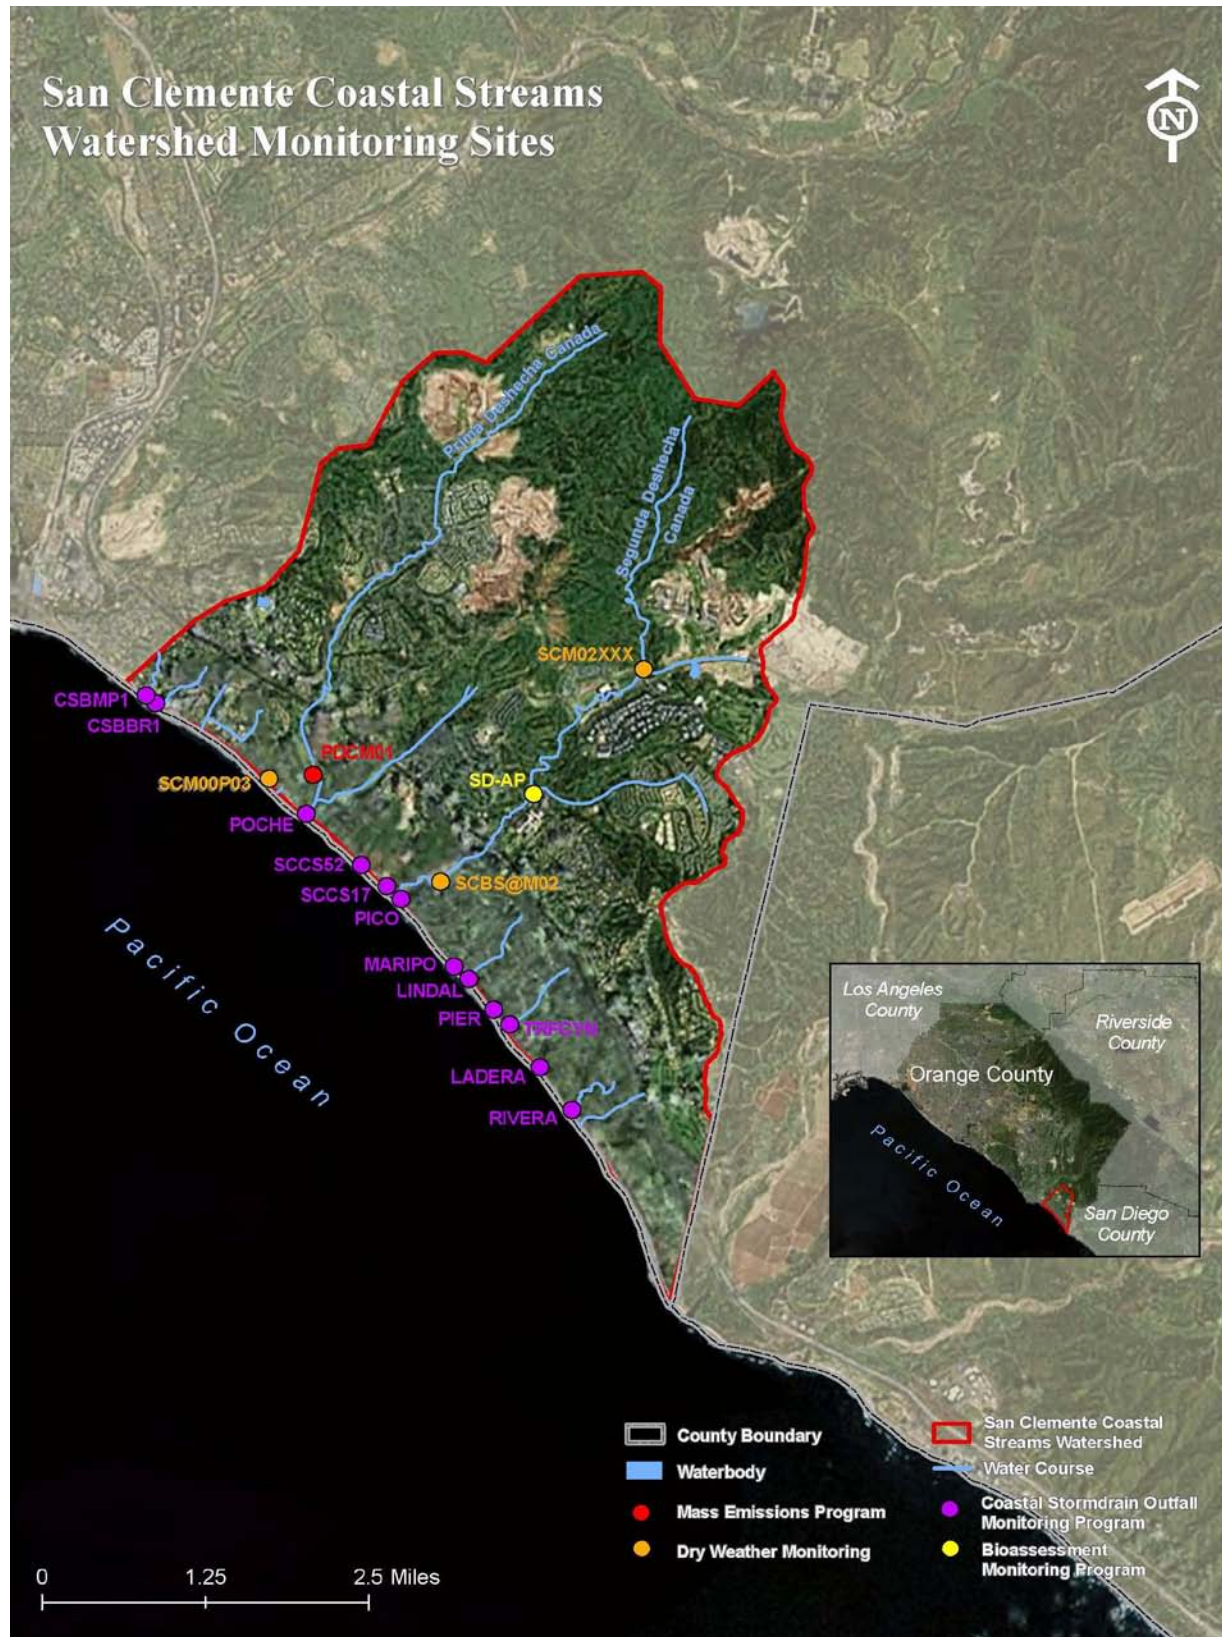 San Clemente Coastal Streams
Watershed Monitoring Sites
N
Prima Deshecha Canada
Segunda Deshecha
Canada
SCM02XXX
CSBMP1
CSBBR1
PDCM01
SCM00P03
SD-AP
POCHE
SCCS52
SCBS@M02
SCCS17
PICO
MARIPO
LINDAL
PIER
TRFCYN
LADERA
RIVERA
Pacific Ocean
Los Angeles
County
Riverside
County
Orange County
Pacific Ocean
San Diego
County
County Boundary
San Clemente Coastal
Streams Watershed
Waterbody
Water Course
Mass Emissions Program
Coastal Stormdrain Outfall
Monitoring Program
Dry Weather Monitoring
Bioassessment
Monitoring Program
0 1.25 2.5 Miles